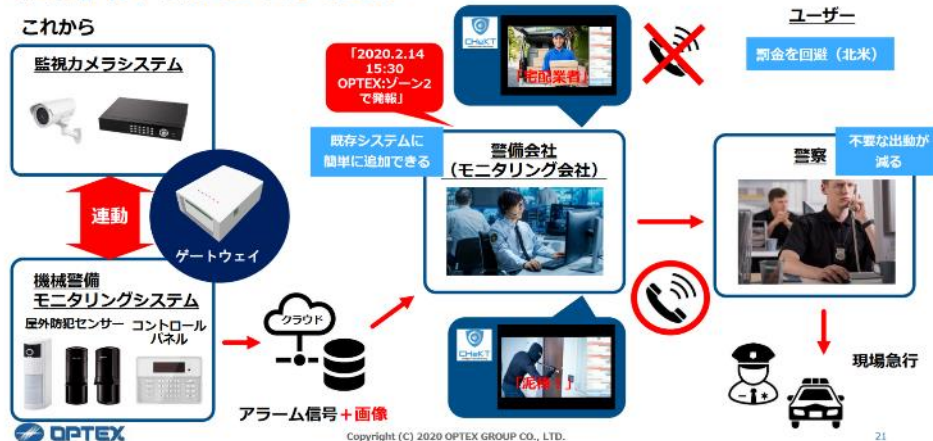 これから
監視カメラシステム
連動
ゲートウェイ
機械警備
モニタリングシステム
屋外防犯センサー
コントロール
パネル
クラウド
アラーム信号+画像
「2020.2.14
15:30
OPTEX:ゾーン2
で発報」
既存システムに
簡単に追加できる
CHeKT
「宅配業者」
警備会社
(モニタリング会社)
CHeKT
「泥棒!」
ユーザー
罰金を回避(北米)
警察
不要な出動が
減る
現場急行
OPTEX
Copyright (C) 2020 OPTEX GROUP CO., LTD.
21